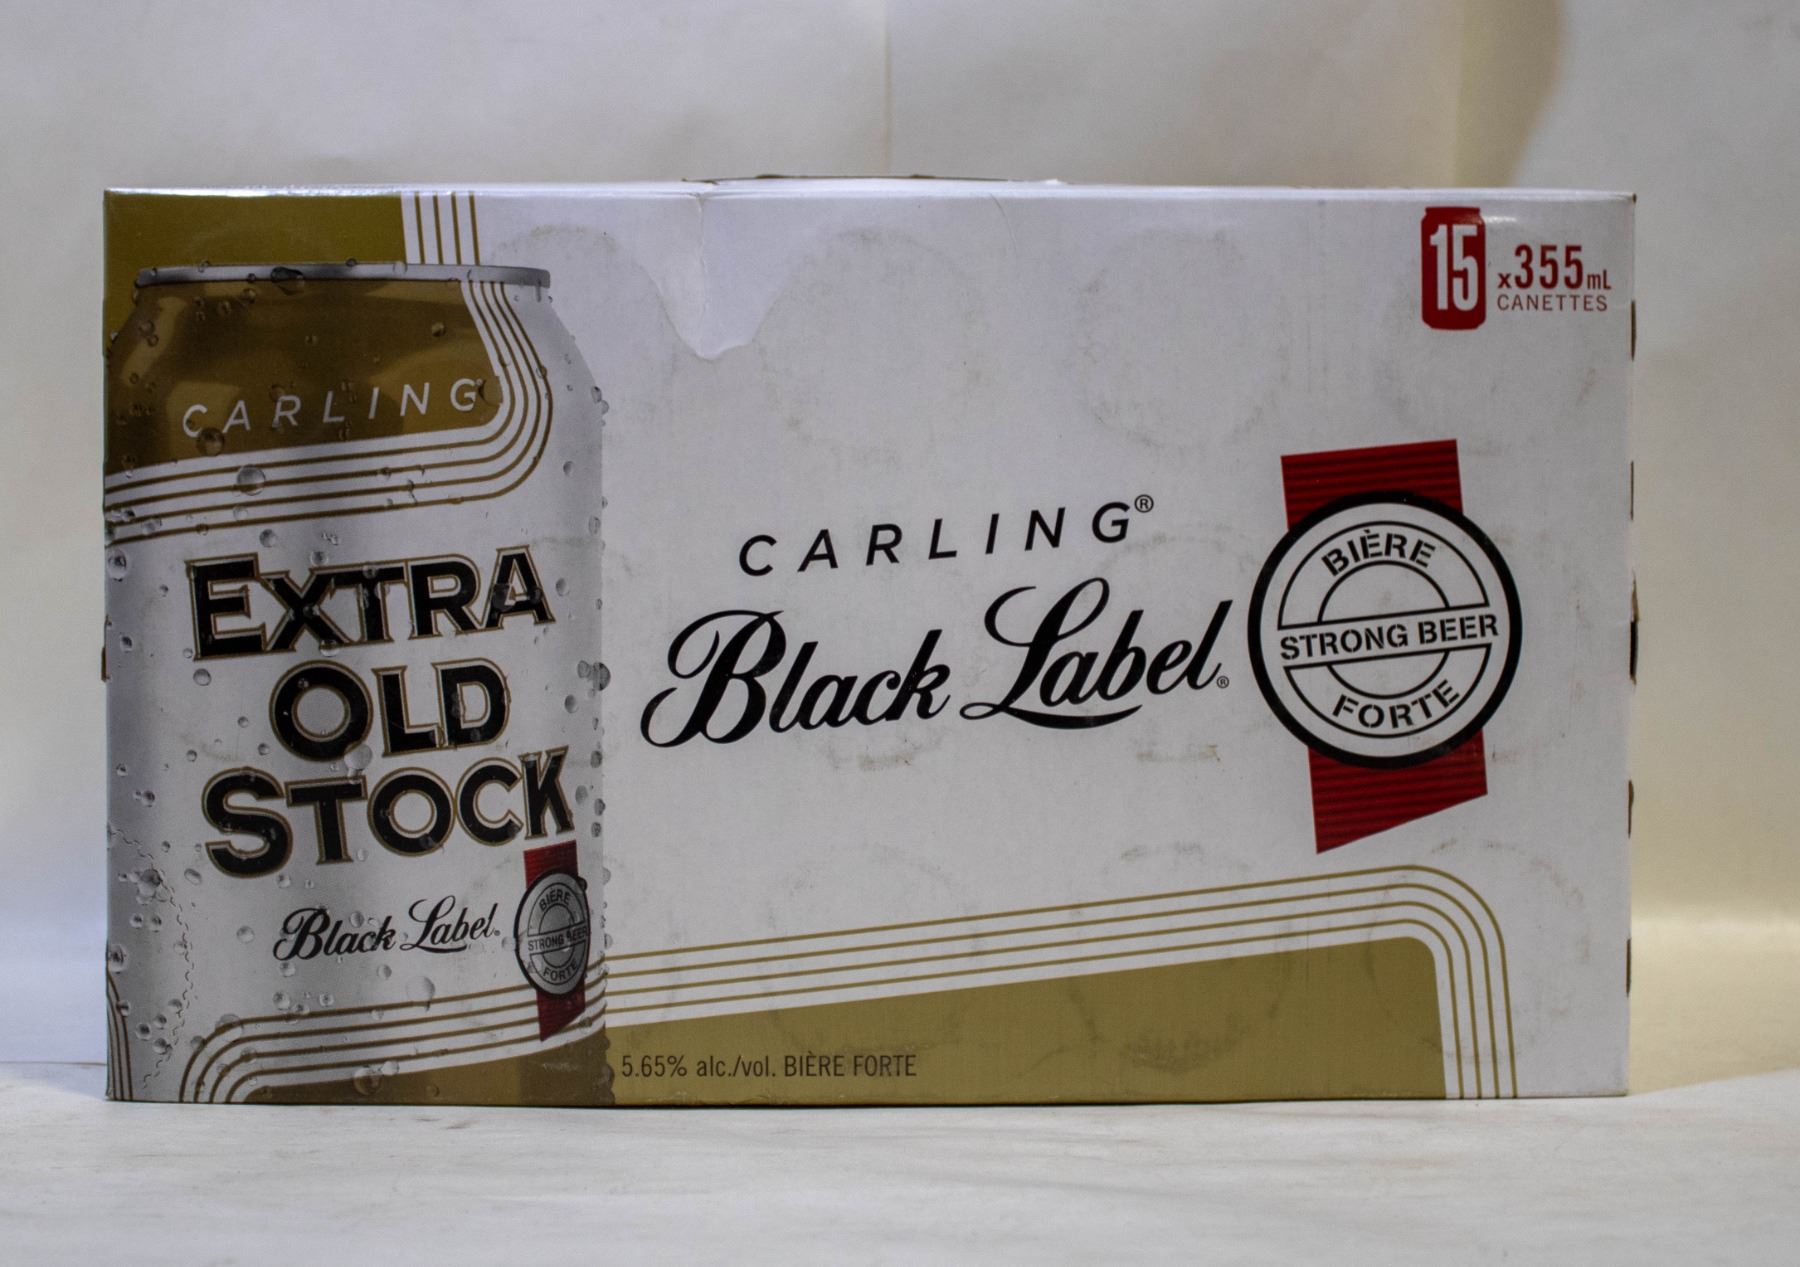 CARLING
EXTRA
OLD
STOCK
Black Label.
BIÈRE
STRONG BEER
FORTE
15 x355mL
CANETTES
CARLING®
Black Label®
BIÈRE
STRONG BEER
FORTE
5.65% alc./vol. BIÈRE FORTE